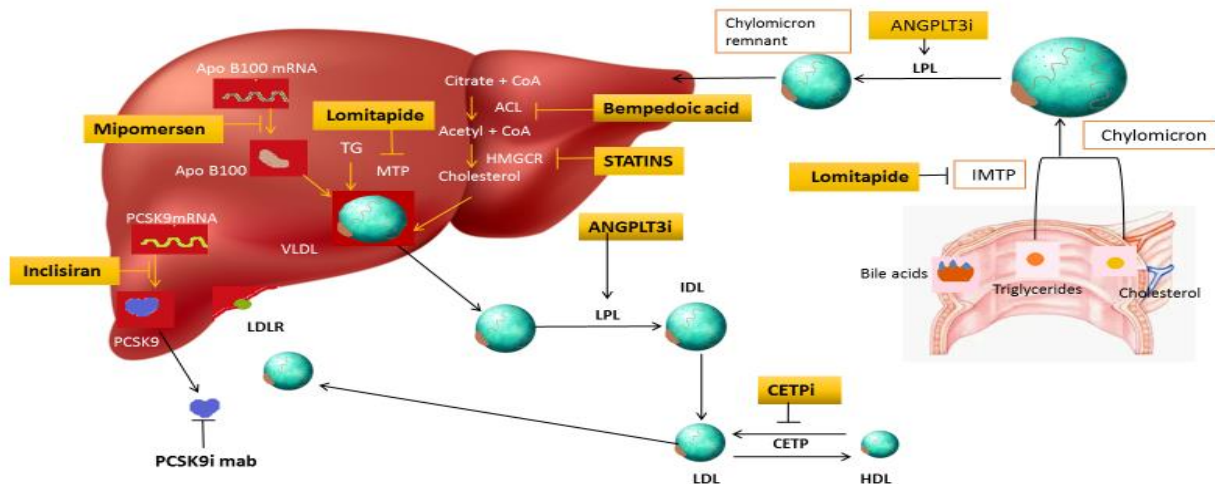 Chylomicron
remnant
ANGPLT3i
LPL
Apo B100 mRNA
Citrate + CoA
ACL
Bempedoic acid
Mipomersen
Lomitapide
Acetyl + CoA
Chylomicron
TG
HMGCR
STATINS
Apo B100
MTP
Cholesterol
Lomitapide
IMTP
PCSK9mRNA
VLDL
ANGPLT3i
Inclisiran
Bile acids
Triglycerides
Cholesterol
IDL
LPL
LDLR
PCSK9
CETPi
CETP
PCSK9i mab
LDL
HDL